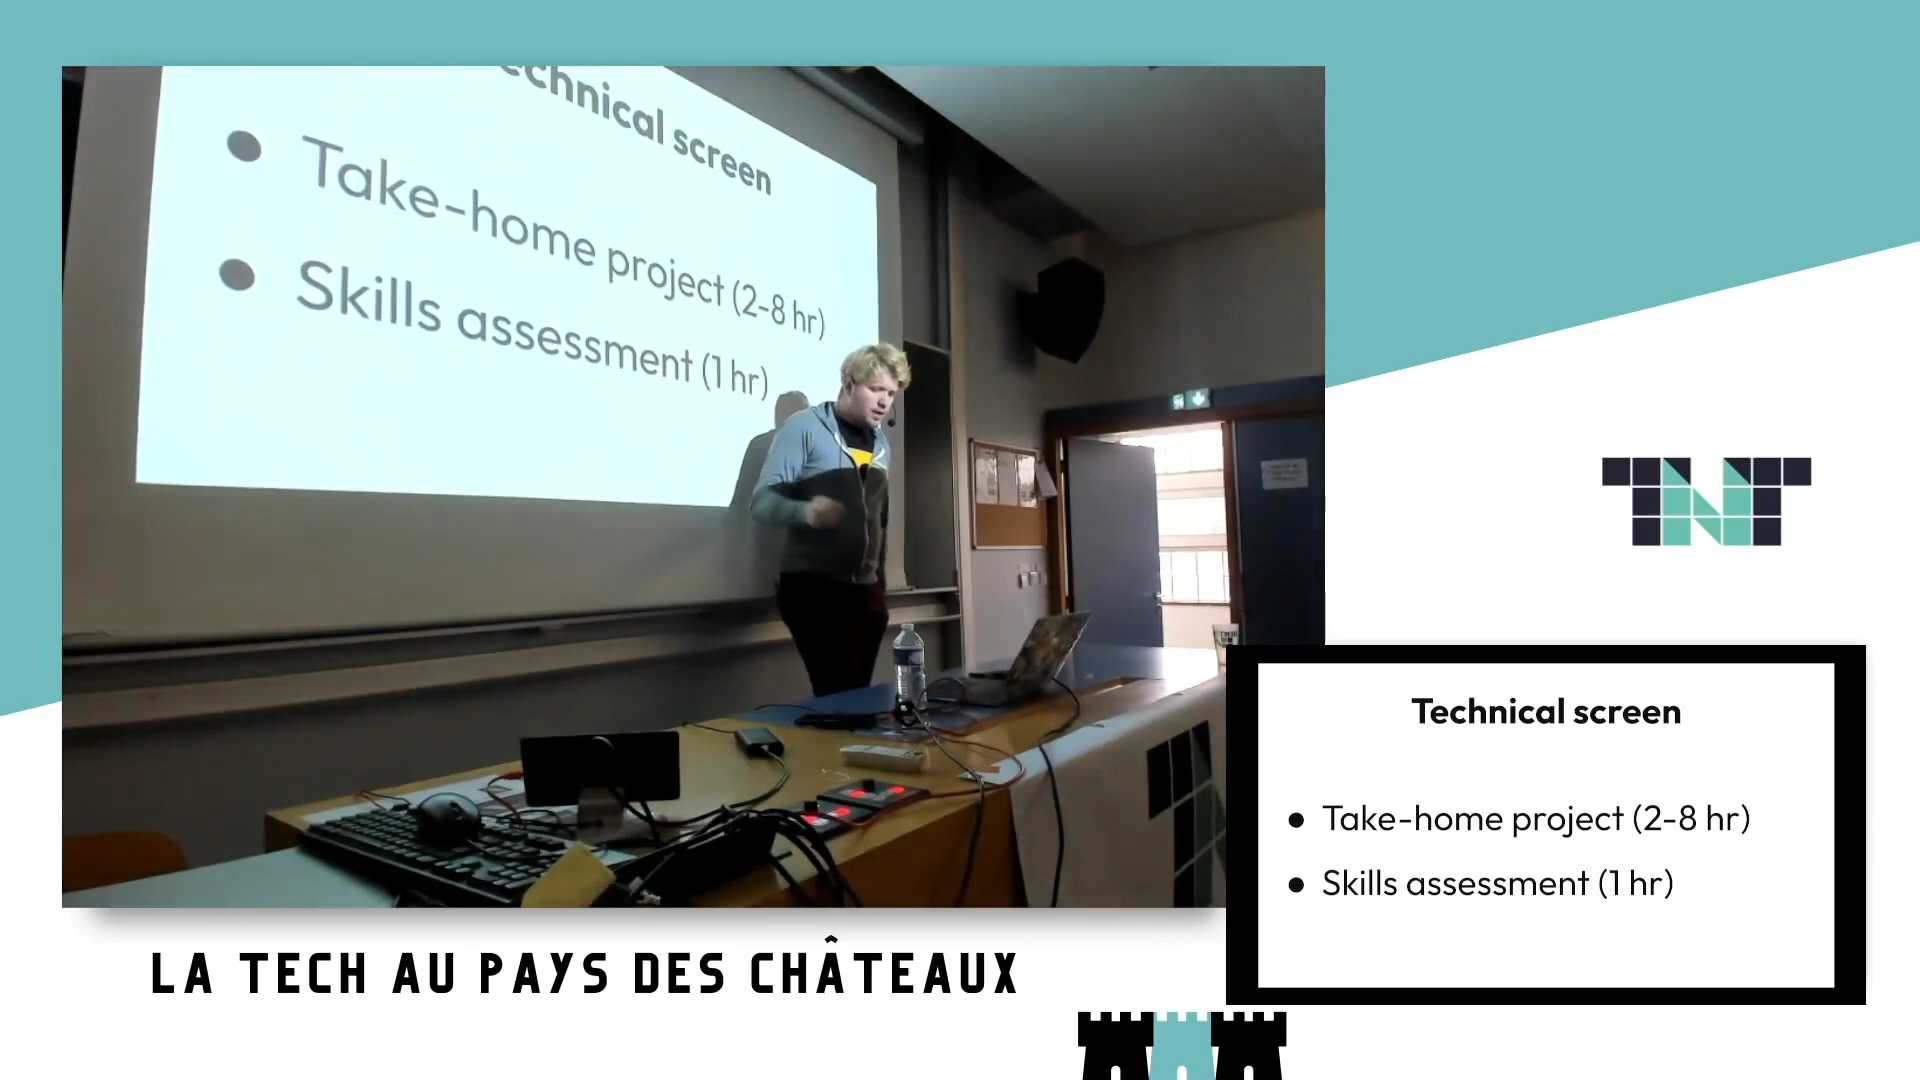 echnical screen
● Take-home project (2-8 hr)
● Skills assessment (1 hr)
TNT
Technical screen
● Take-home project (2-8 hr)
● Skills assessment (1 hr)
LA TECH AU PAYS DES CHÂTEAUX